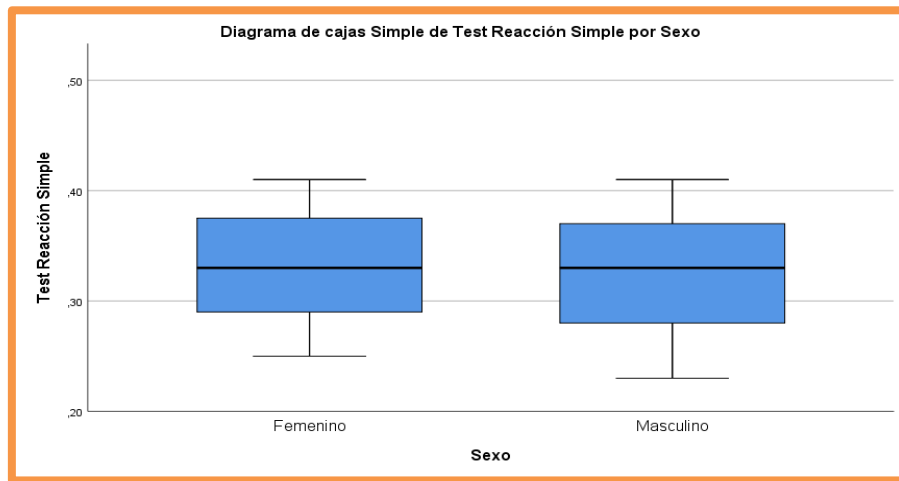 Diagrama de cajas Simple de Test Reacción Simple por Sexo
Test Reacción Simple
,50
,40
,30
,20
Femenino
Masculino
Sexo